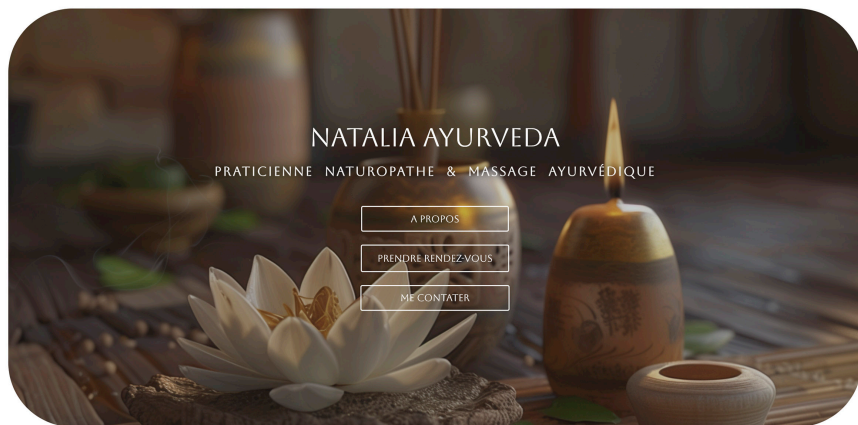 NATALIA AYURVEDA
PRATICIENNE NATUROPATHE & MASSAGE AYURVÉDIQUE
A PROPOS
PRENDRE RENDEZ-VOUS
ME CONTATER